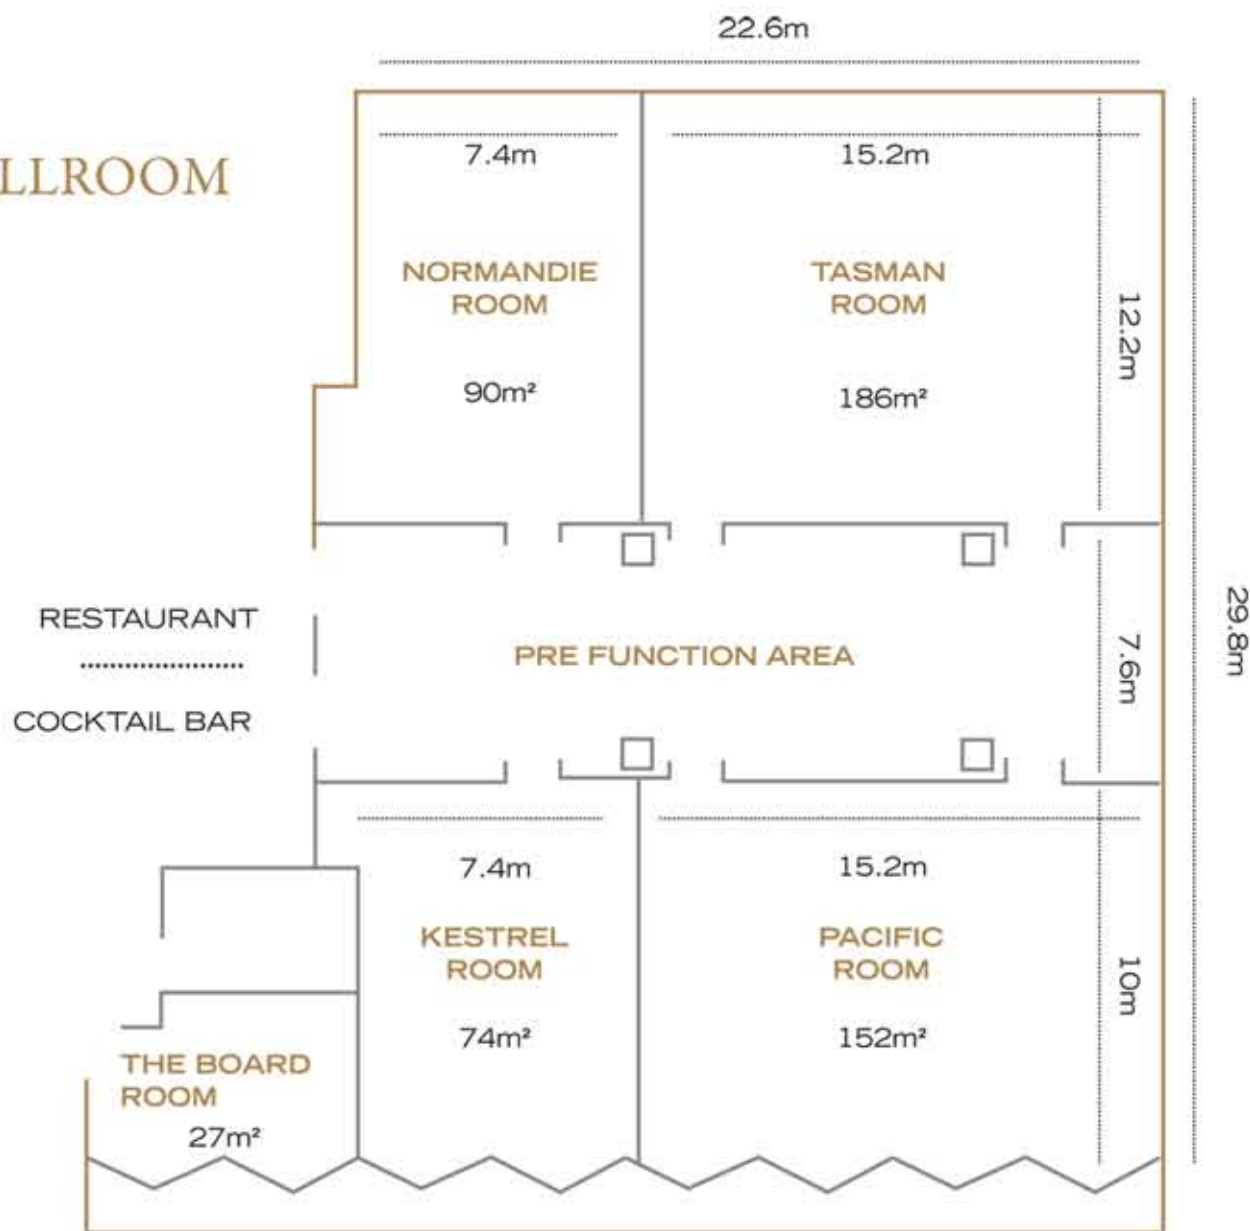 22.6m
LLROOM
7.4m
15.2m
NORMANDIE
ROOM
TASMAN
ROOM
12.2m
90m²
186m²
29.8m
RESTAURANT
COCKTAIL BAR
PRE FUNCTION AREA
7.6m
7.4m
15.2m
KESTREL
ROOM
PACIFIC
ROOM
10m
74m²
152m²
THE BOARD
ROOM
27m²